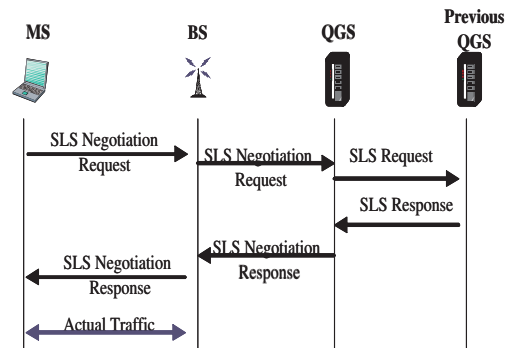 MS
BS
QGS
Previous
QGS
SLS Negotiation
Request
SLS Negotiation
Request
SLS Request
SLS Response
SLS Negotiation
Response
SLS Negotiation
Response
Actual Traffic